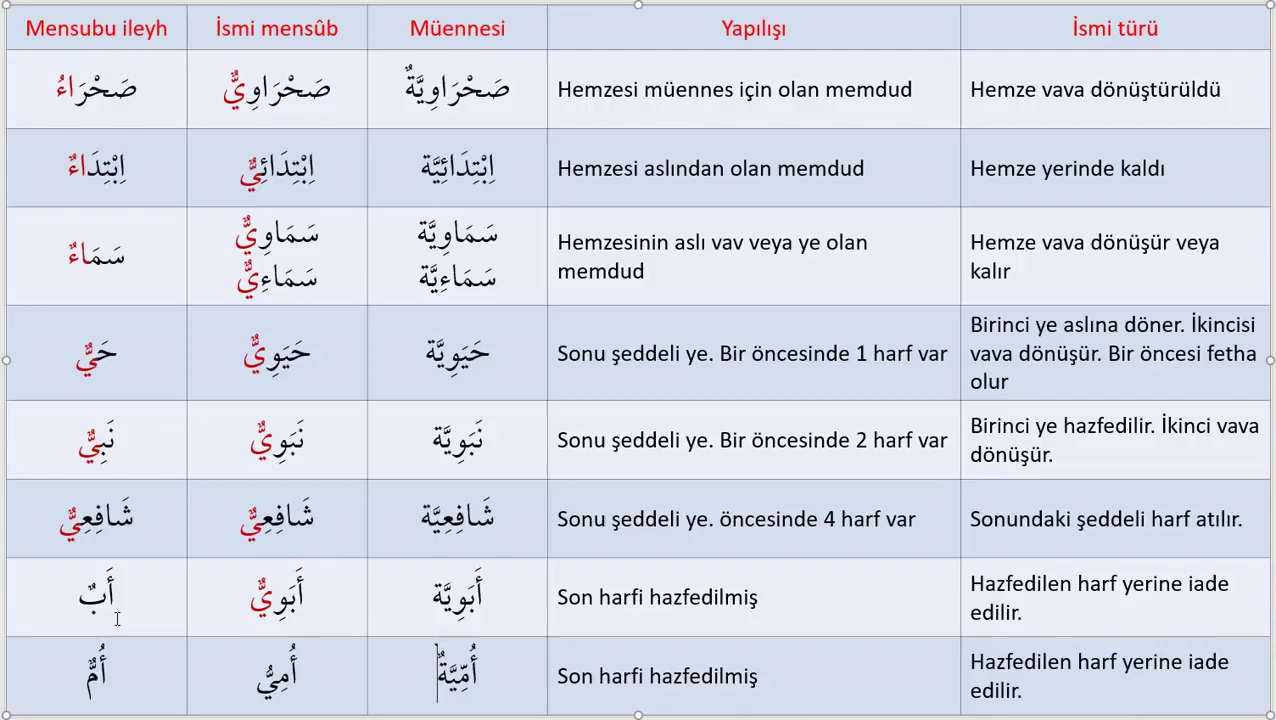 Mensubu ileyh İsmi mensûb Müennesi Yapılışı İsmi türü
صَحْرَاءُ صَحْرَاوِيٌّ صَحْرَاوِيَّةٌ Hemzesi müennes için olan memdud Hemze vava dönüştürüldü
اِبْتِدَاءٌ اِبْتِدَائِيٌّ اِبْتِدَائِيَّة Hemzesi aslından olan memdud Hemze yerinde kaldı
سَمَاءٌ
سَمَاوِيٌّ
سَمَاءِيٌّ
سَمَاوِيَّة
سَمَاءِيَّة
Hemzesinin aslı vav veya ye olan
memdud
Hemze vava dönüşür veya
kalır
حَيٌّ حَيَوِيٌّ حَيَوِيَّة Sonu şeddeli ye. Bir öncesinde 1 harf var
Birinci ye aslına döner. İkincisi
vava dönüşür. Bir öncesi fetha
olur
نَبِيٌّ نَبَوِيٌّ نَبَوِيَّة Sonu şeddeli ye. Bir öncesinde 2 harf var
Birinci ye hazfedilir. İkinci vava
dönüşür.
شَافِعِيٌّ شَافِعِيٌّ شَافِعِيَّة Sonu şeddeli ye. öncesinde 4 harf var Sonundaki şeddeli harf atılır.
أَبٌ أَبَوِيٌّ أَبَوِيَّة Son harfi hazfedilmiş
Hazfedilen harf yerine iade
edilir.
أُمٌّ أُمِيُّ أُمِّيَّةٌ Son harfi hazfedilmiş
Hazfedilen harf yerine iade
edilir.